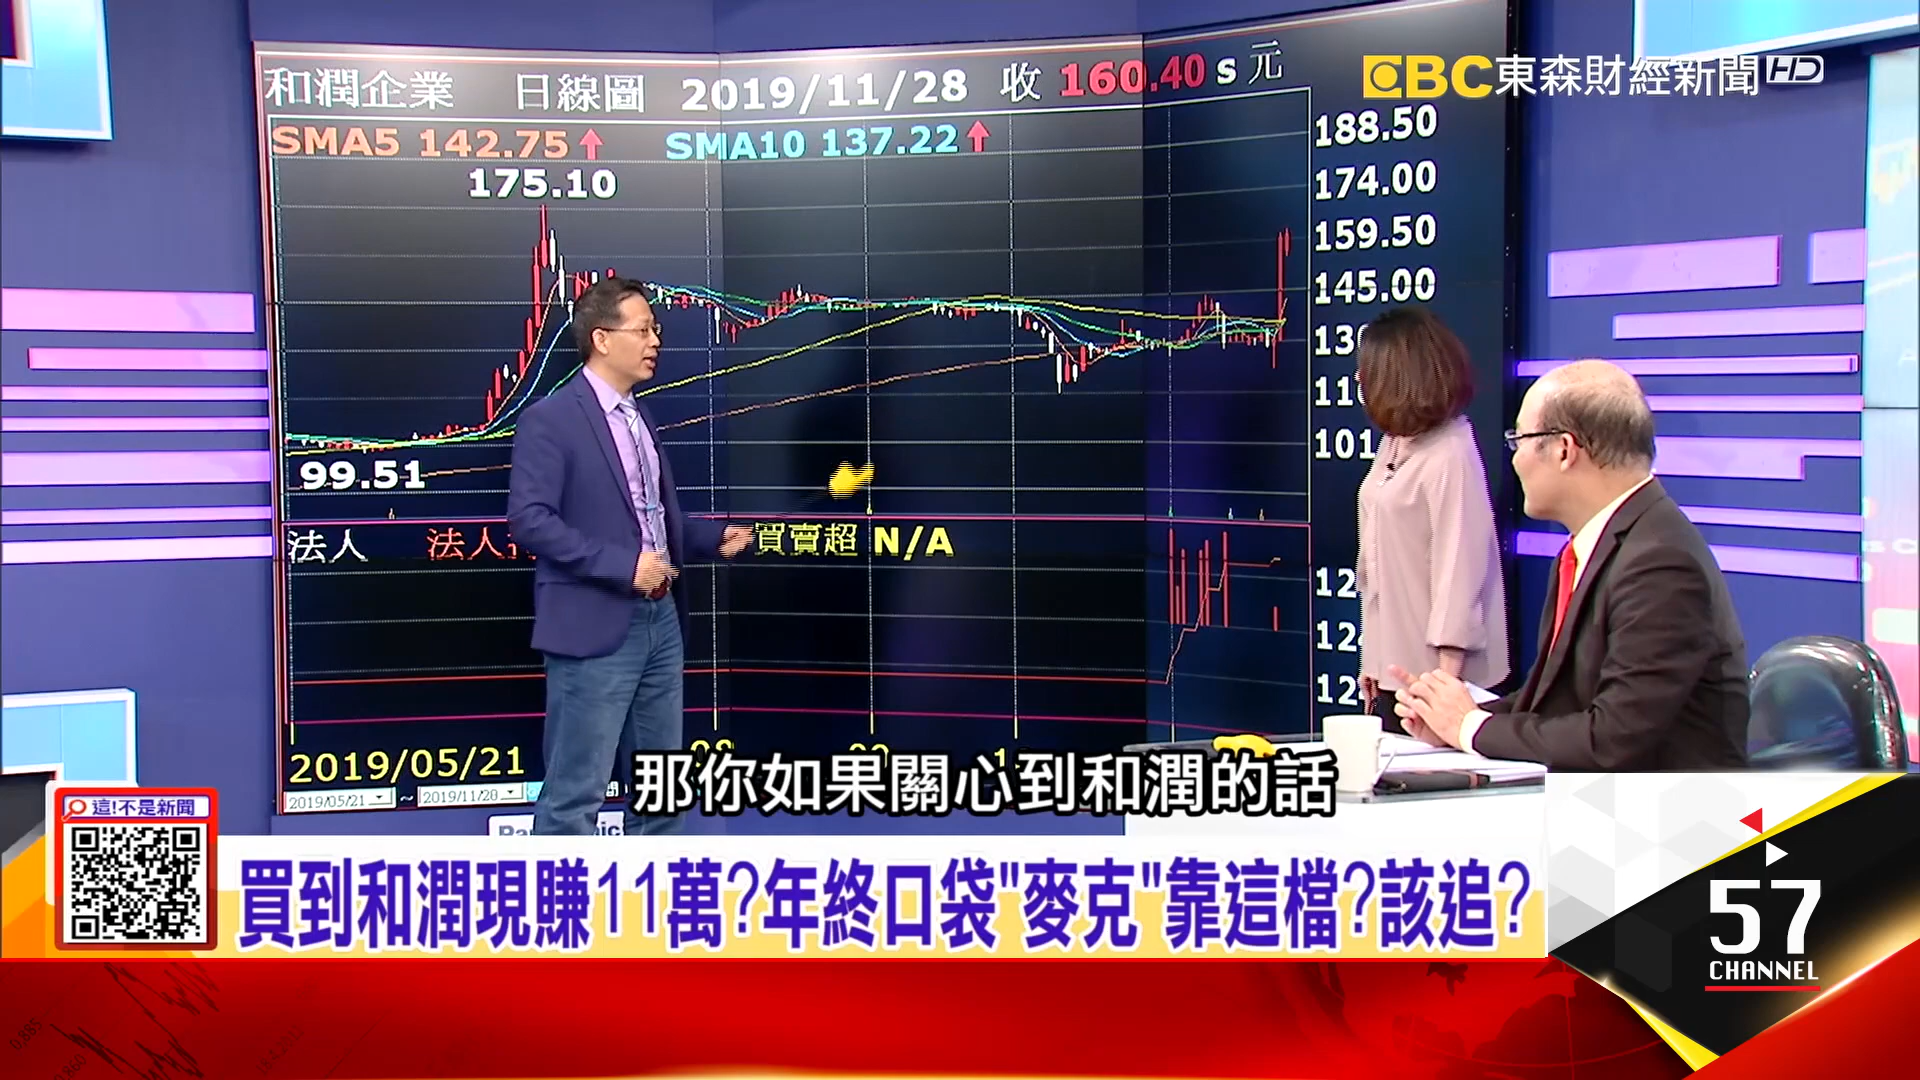 和潤企業 日線圖 2019/11/28 收 160.40 s 元
EBC東森財經新聞HD
SMA5 142.75↑ SMA10 137.22↑
175.10
188.50
174.00
159.50
145.00
99.51
法人 買賣超 N/A
2019/05/21
2019/05/21 ~ 2019/11/28
那你如果關心到和潤的話
這!不是新聞
買到和潤現賺11萬?年終口袋"麥克"靠這檔?該追?
57
CHANNEL